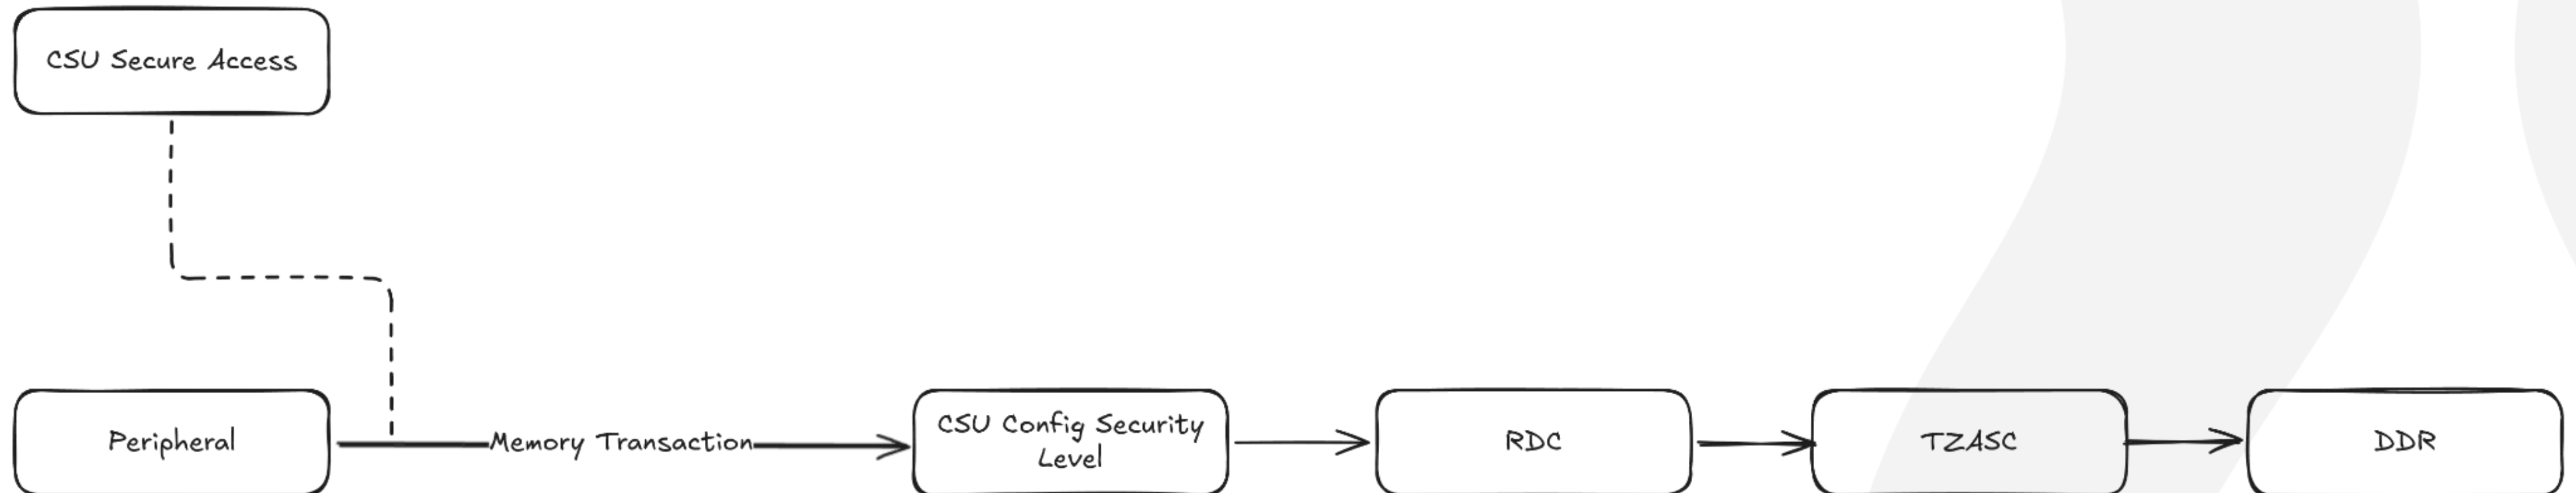 CSU Secure Access
Peripheral
Memory Transaction
CSU Config Security
Level
RDC
TZASC
DDR